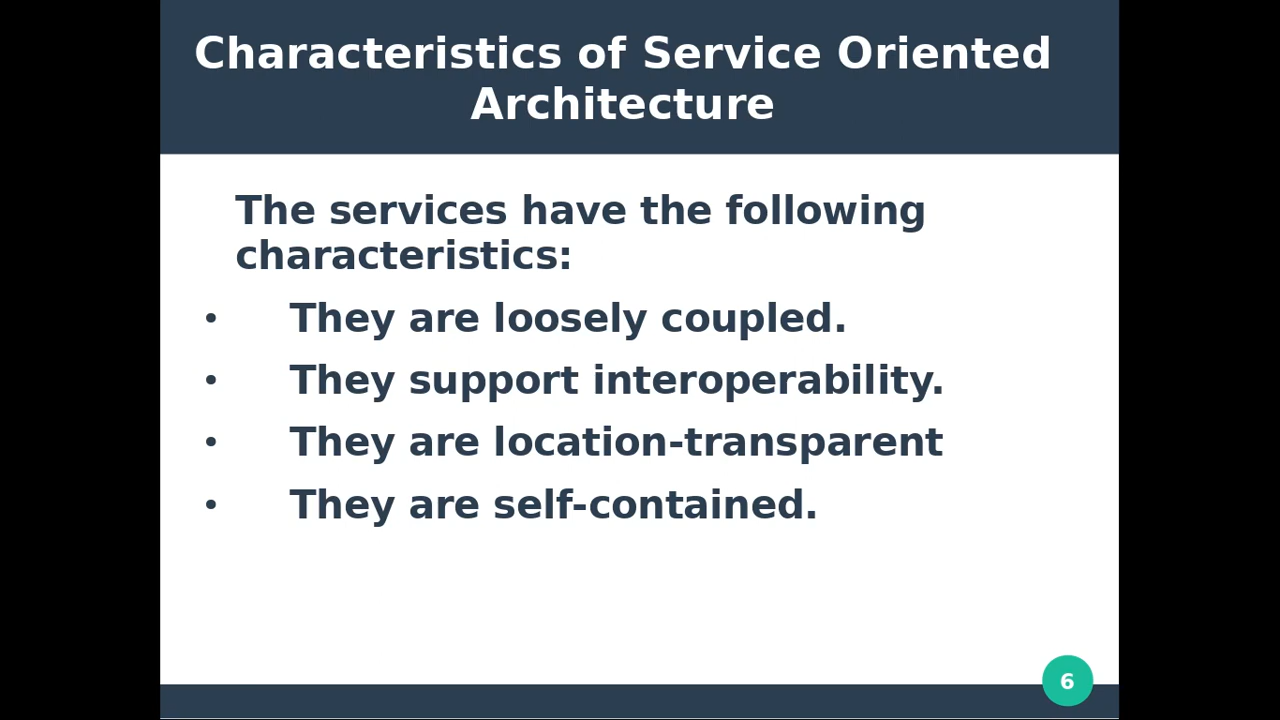 Characteristics of Service Oriented
Architecture
The services have the following
characteristics:
• They are loosely coupled.
• They support interoperability.
• They are location-transparent
• They are self-contained.
6